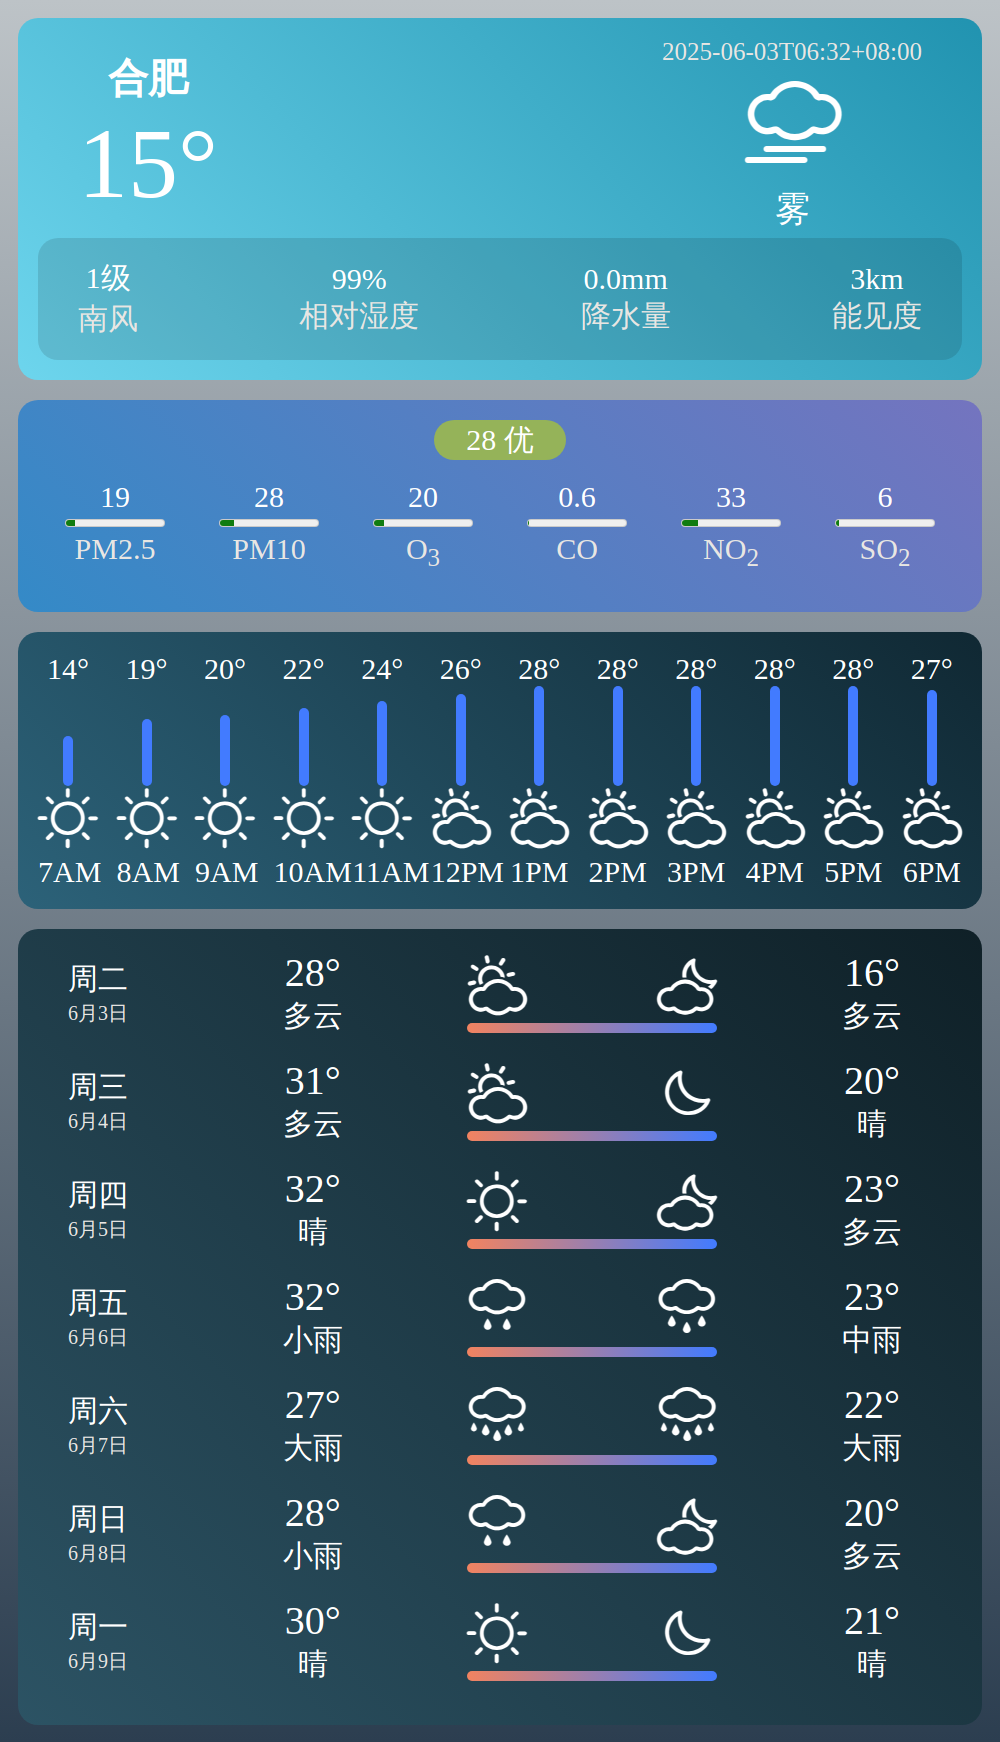 合肥
2025-06-03T06:32+08:00
15°
雾
1级 99% 0.0mm 3km
南风 相对湿度 降水量 能见度
28 优
19 28 20 0.6 33 6
PM2.5 PM10 O3 CO NO2 SO2
14° 19° 20° 22° 24° 26° 28° 28° 28° 28° 28° 27°
7AM 8AM 9AM 10AM 11AM 12PM 1PM 2PM 3PM 4PM 5PM 6PM
周二 28° 16°
6月3日 多云 多云
周三 31° 20°
6月4日 多云 晴
周四 32° 23°
6月5日 晴 多云
周五 32° 23°
6月6日 小雨 中雨
周六 27° 22°
6月7日 大雨 大雨
周日 28° 20°
6月8日 小雨 多云
周一 30° 21°
6月9日 晴 晴